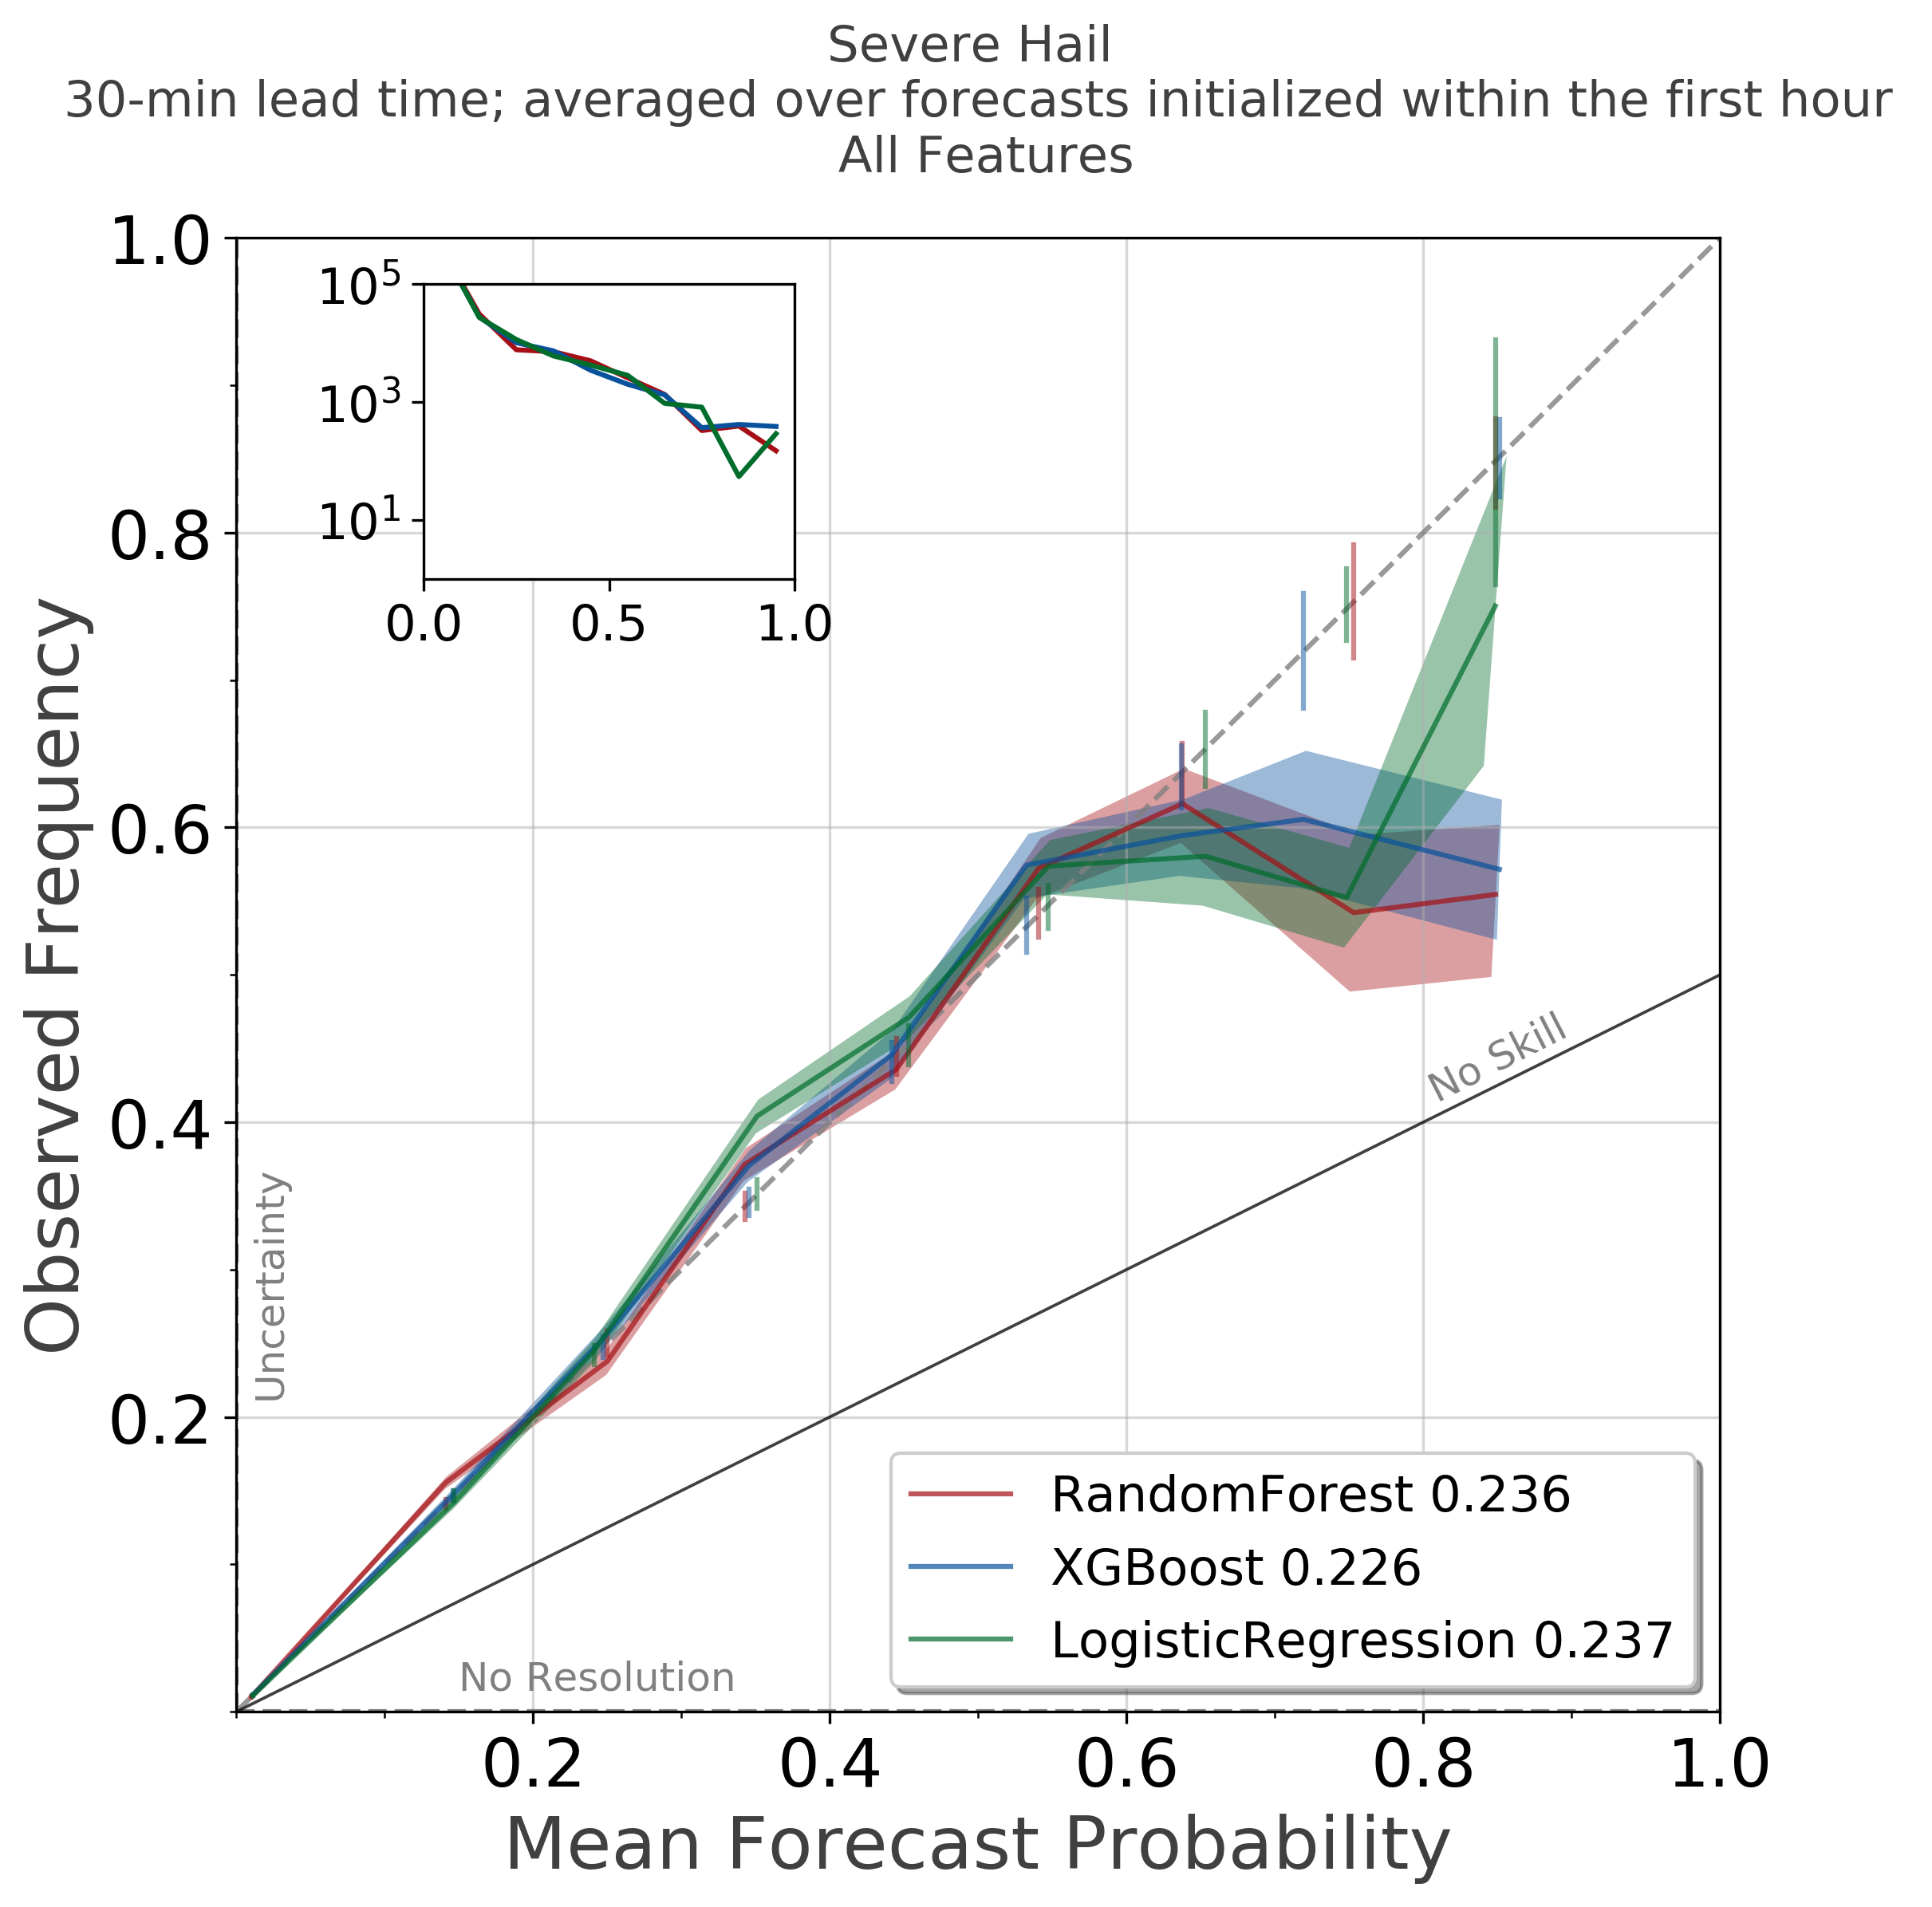 Severe Hail
30-min lead time; averaged over forecasts initialized within the first hour
All Features
1.0
0.8
0.6
0.4
0.2
Observed Frequency
10^5
10^3
10^1
0.0 0.5 1.0
Uncertainty
No Skill
No Resolution
RandomForest 0.236
XGBoost 0.226
LogisticRegression 0.237
0.2 0.4 0.6 0.8 1.0
Mean Forecast Probability